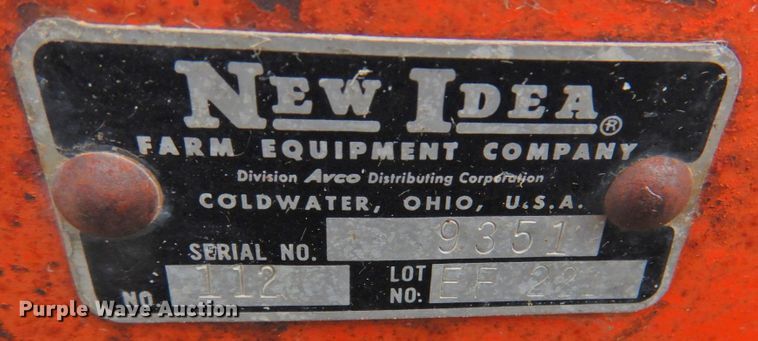 NEW IDEA®
FARM EQUIPMENT COMPANY
Division Avco Distributing Corporation
COLDWATER, OHIO, U.S.A.
SERIAL NO. 9351
NO. 112 LOT NO: EF
Purple Wave Auction